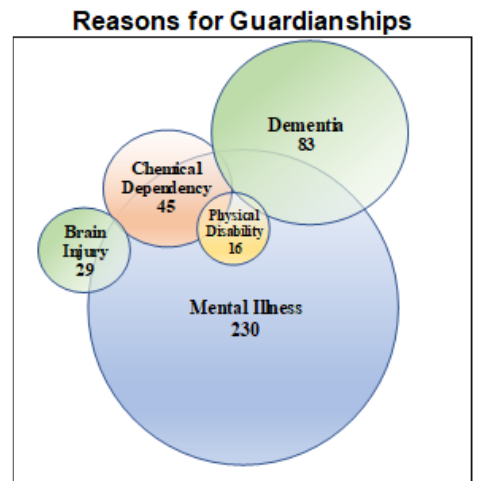 Reasons for Guardianships
Dementia
83
Chemical
Dependency
45
Physical
Disability
16
Brain
Injury
29
Mental Illness
230